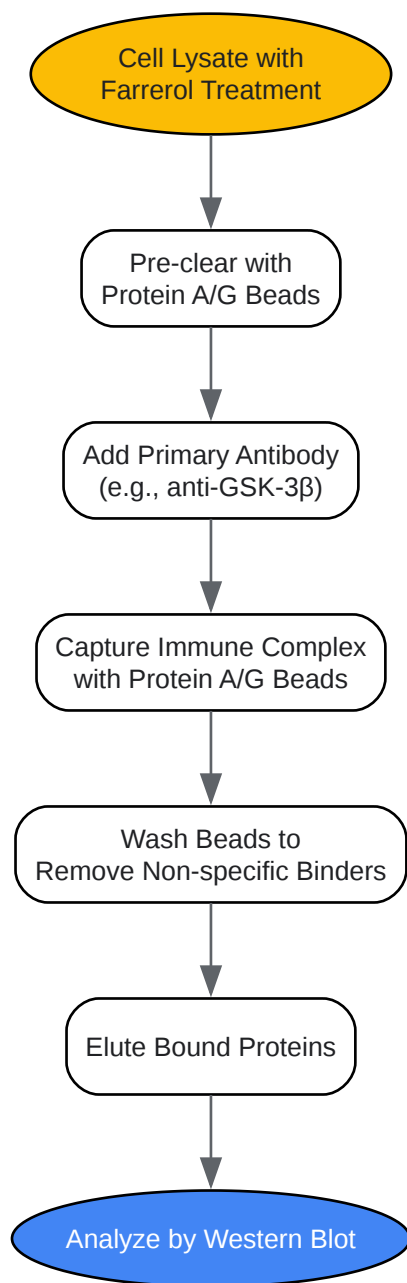 Cell Lysate with
Farrerol Treatment
Pre-clear with
Protein A/G Beads
Add Primary Antibody
(e.g., anti-GSK-3β)
Capture Immune Complex
with Protein A/G Beads
Wash Beads to
Remove Non-specific Binders
Elute Bound Proteins
Analyze by Western Blot